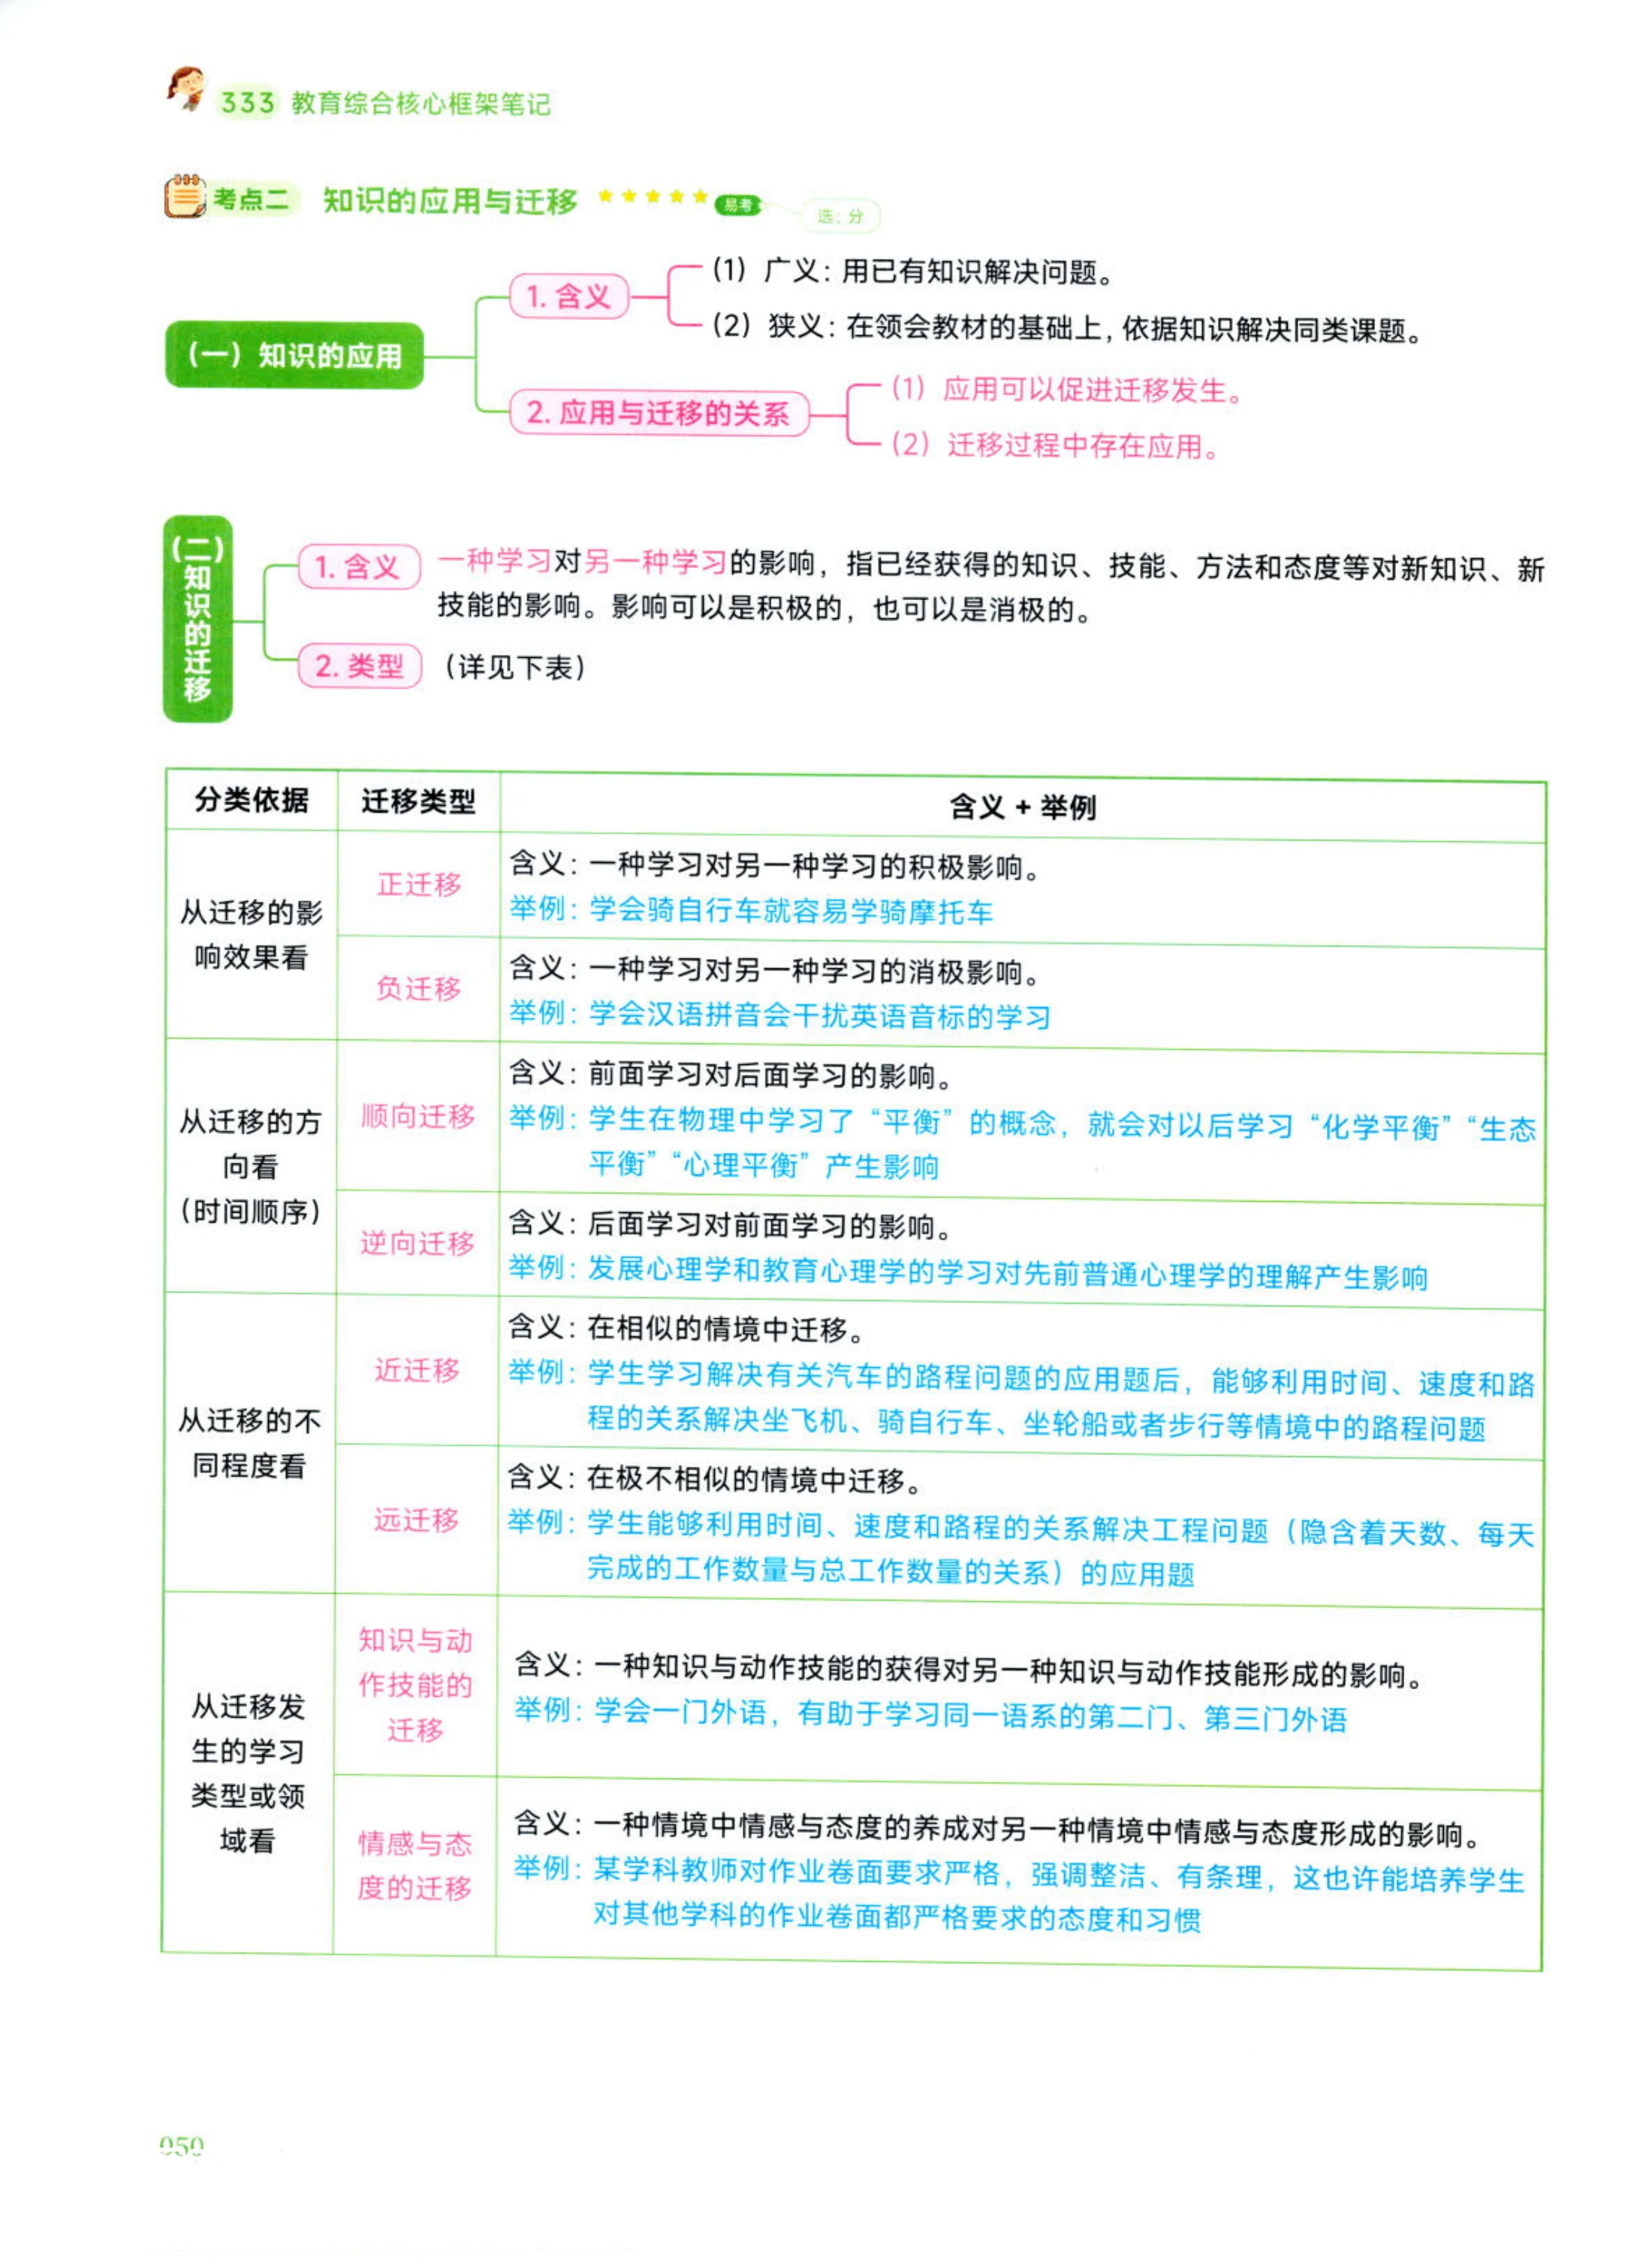 333 教育综合核心框架笔记
考点二 知识的应用与迁移 ★★★★★ 易考 选；分
（一）知识的应用
1. 含义
（1）广义：用已有知识解决问题。
（2）狭义：在领会教材的基础上，依据知识解决同类课题。
2. 应用与迁移的关系
（1）应用可以促进迁移发生。
（2）迁移过程中存在应用。
（二）知识的迁移
1. 含义
一种学习对另一种学习的影响，指已经获得的知识、技能、方法和态度等对新知识、新
技能的影响。影响可以是积极的，也可以是消极的。
2. 类型
（详见下表）
分类依据 迁移类型 含义 + 举例
从迁移的影
响效果看
正迁移
含义：一种学习对另一种学习的积极影响。
举例：学会骑自行车就容易学骑摩托车
负迁移
含义：一种学习对另一种学习的消极影响。
举例：学会汉语拼音会干扰英语音标的学习
从迁移的方
向看
（时间顺序）
顺向迁移
含义：前面学习对后面学习的影响。
举例：学生在物理中学习了“平衡”的概念，就会对以后学习“化学平衡”“生态
平衡”“心理平衡”产生影响
逆向迁移
含义：后面学习对前面学习的影响。
举例：发展心理学和教育心理学的学习对先前普通心理学的理解产生影响
从迁移的不
同程度看
近迁移
含义：在相似的情境中迁移。
举例：学生学习解决有关汽车的路程问题的应用题后，能够利用时间、速度和路
程的关系解决坐飞机、骑自行车、坐轮船或者步行等情境中的路程问题
远迁移
含义：在极不相似的情境中迁移。
举例：学生能够利用时间、速度和路程的关系解决工程问题（隐含着天数、每天
完成的工作数量与总工作数量的关系）的应用题
从迁移发
生的学习
类型或领
域看
知识与动
作技能的
迁移
含义：一种知识与动作技能的获得对另一种知识与动作技能形成的影响。
举例：学会一门外语，有助于学习同一语系的第二门、第三门外语
情感与态
度的迁移
含义：一种情境中情感与态度的养成对另一种情境中情感与态度形成的影响。
举例：某学科教师对作业卷面要求严格，强调整洁、有条理，这也许能培养学生
对其他学科的作业卷面都严格要求的态度和习惯
050